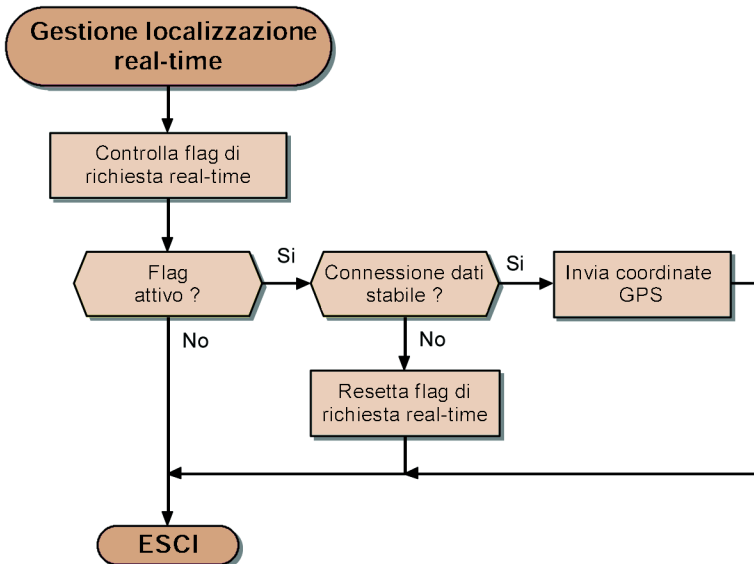 Gestione localizzazione
real-time
Controlla flag di
richiesta real-time
Flag
attivo ?
Si
Connessione dati
stabile ?
Si
Invia coordinate
GPS
No
No
Resetta flag di
richiesta real-time
ESCI